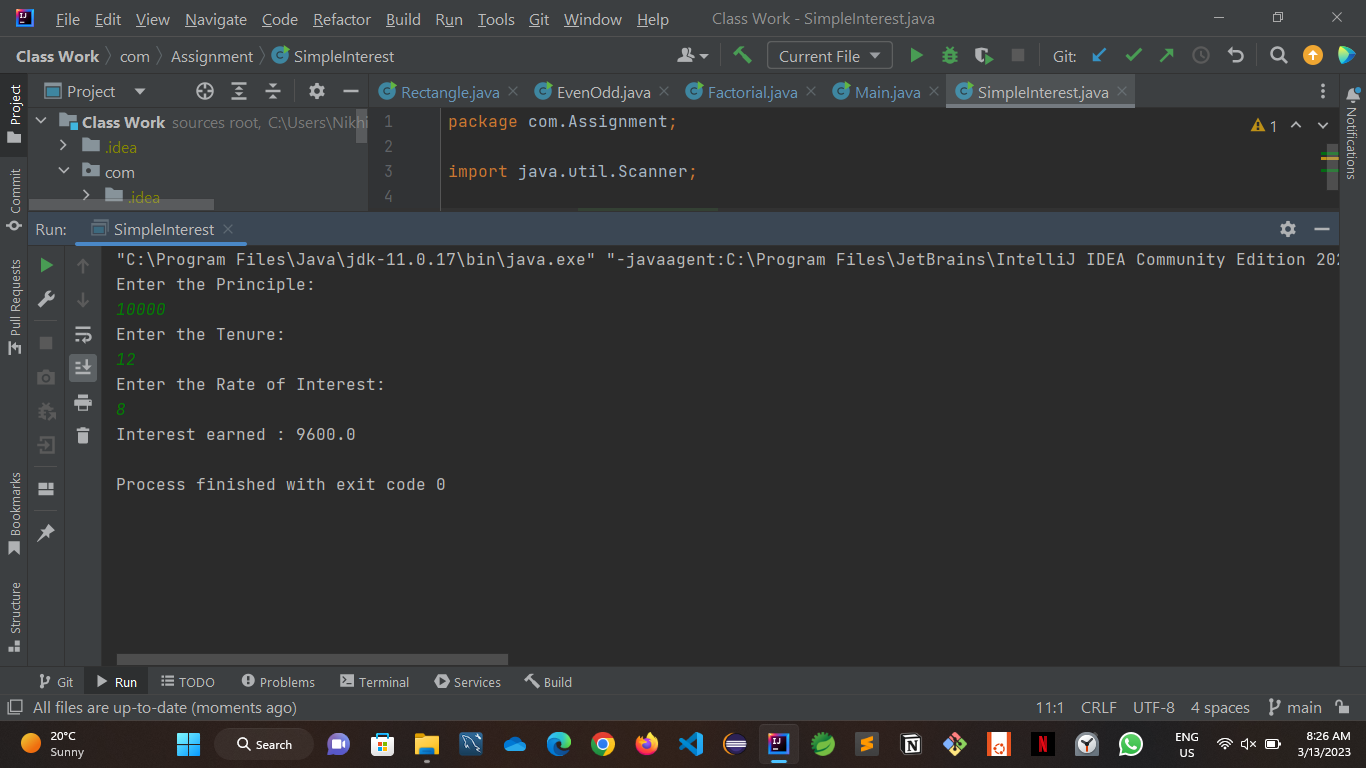 File Edit View Navigate Code Refactor Build Run Tools Git Window Help Class Work - SimpleInterest.java
Class Work com Assignment SimpleInterest Current File Git:
Project Rectangle.java EvenOdd.java Factorial.java Main.java SimpleInterest.java
Class Work sources root, C:\Users\Nikhi
.idea
com
.idea
1 package com.Assignment;
2
3 import java.util.Scanner;
4
1
Project
Commit
Pull Requests
Bookmarks
Structure
Notifications
Run: SimpleInterest
"C:\Program Files\Java\jdk-11.0.17\bin\java.exe" "-javaagent:C:\Program Files\JetBrains\IntelliJ IDEA Community Edition 202
Enter the Principle:
10000
Enter the Tenure:
12
Enter the Rate of Interest:
8
Interest earned : 9600.0
Process finished with exit code 0
Git Run TODO Problems Terminal Services Build
All files are up-to-date (moments ago) 11:1 CRLF UTF-8 4 spaces main
20°C
Sunny
Search
ENG
US
8:26 AM
3/13/2023